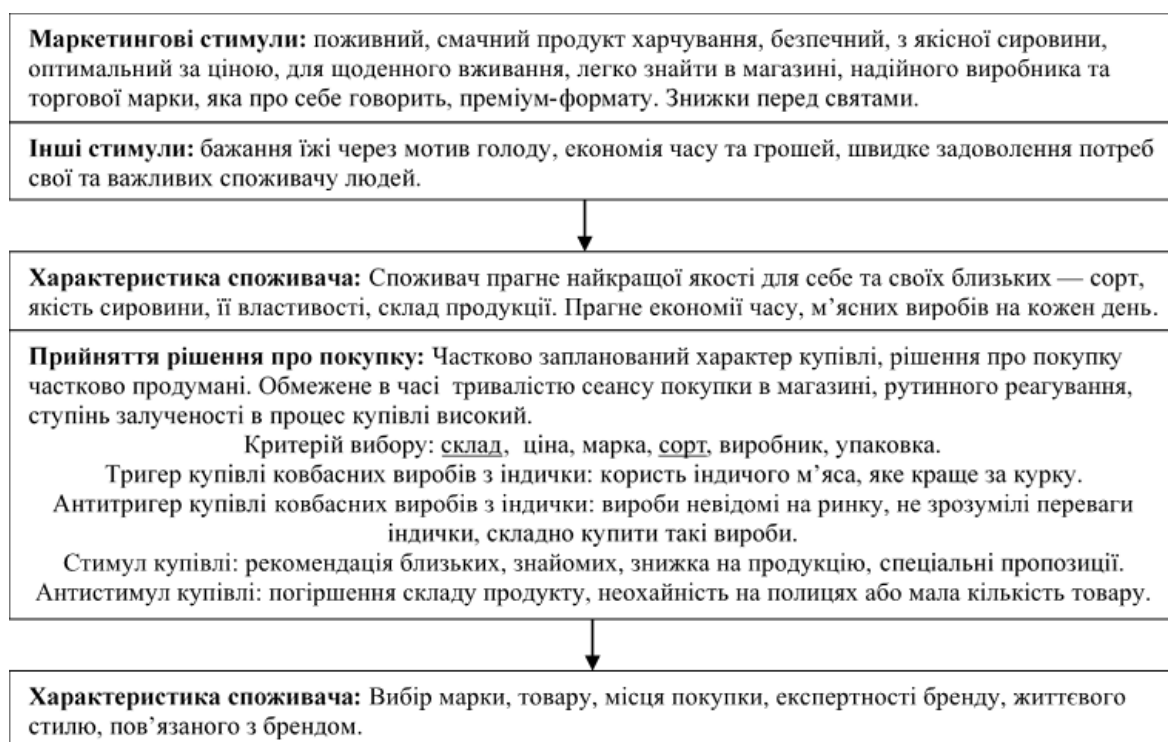 Маркетингові стимули: поживний, смачний продукт харчування, безпечний, з якісної сировини,
оптимальний за ціною, для щоденного вживання, легко знайти в магазині, надійного виробника та
торгової марки, яка про себе говорить, преміум-формату. Знижки перед святами.
Інші стимули: бажання їжі через мотив голоду, економія часу та грошей, швидке задоволення потреб
свої та важливих споживачу людей.
Характеристика споживача: Споживач прагне найкращої якості для себе та своїх близьких — сорт,
якість сировини, її властивості, склад продукції. Прагне економії часу, м’ясних виробів на кожен день.
Прийняття рішення про покупку: Частково запланований характер купівлі, рішення про покупку
частково продумані. Обмежене в часі тривалістю сеансу покупки в магазині, рутинного реагування,
ступінь залученості в процес купівлі високий.
Критерій вибору: склад, ціна, марка, сорт, виробник, упаковка.
Тригер купівлі ковбасних виробів з індички: користь індичого м’яса, яке краще за курку.
Антитригер купівлі ковбасних виробів з індички: вироби невідомі на ринку, не зрозумілі переваги
індички, складно купити такі вироби.
Стимул купівлі: рекомендація близьких, знайомих, знижка на продукцію, спеціальні пропозиції.
Антистимул купівлі: погіршення складу продукту, неохайність на полицях або мала кількість товару.
Характеристика споживача: Вибір марки, товару, місця покупки, експертності бренду, життєвого
стилю, пов’язаного з брендом.